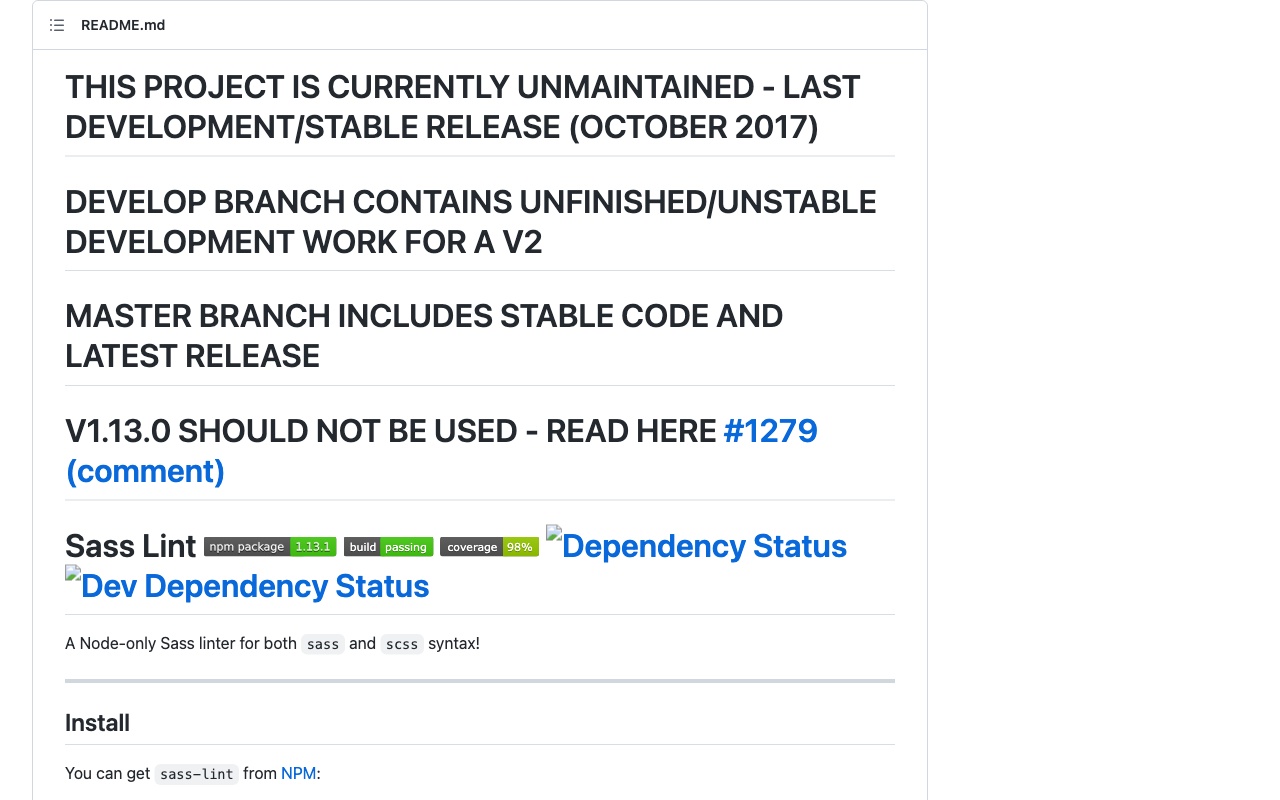 README.md
THIS PROJECT IS CURRENTLY UNMAINTAINED - LAST
DEVELOPMENT/STABLE RELEASE (OCTOBER 2017)
DEVELOP BRANCH CONTAINS UNFINISHED/UNSTABLE
DEVELOPMENT WORK FOR A V2
MASTER BRANCH INCLUDES STABLE CODE AND
LATEST RELEASE
V1.13.0 SHOULD NOT BE USED - READ HERE #1279
(comment)
Sass Lint npm package 1.13.1 build passing coverage 98% Dependency Status
Dev Dependency Status
A Node-only Sass linter for both sass and scss syntax!
Install
You can get sass-lint from NPM: